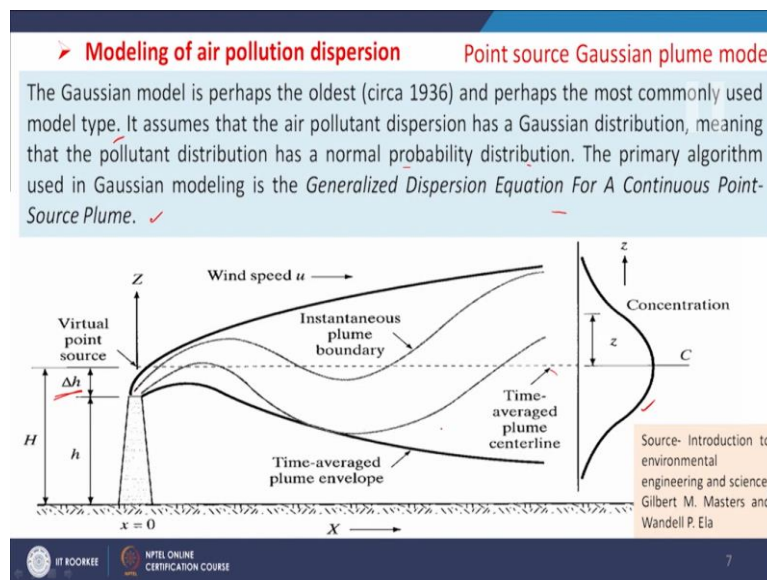 ➢ Modeling of air pollution dispersion
Point source Gaussian plume mode
The Gaussian model is perhaps the oldest (circa 1936) and perhaps the most commonly used
model type. It assumes that the air pollutant dispersion has a Gaussian distribution, meaning
that the pollutant distribution has a normal probability distribution. The primary algorithm
used in Gaussian modeling is the Generalized Dispersion Equation For A Continuous Point-
Source Plume.
Z
Wind speed u
Virtual
point
source
Instantaneous
plume
boundary
z
Concentration
z
C
Δh
H
h
Time-
averaged
plume
centerline
Time-averaged
plume envelope
x = 0
X
Source- Introduction to
environmental
engineering and science
Gilbert M. Masters and
Wandell P. Ela
IIT ROORKEE
NPTEL ONLINE
CERTIFICATION COURSE
7